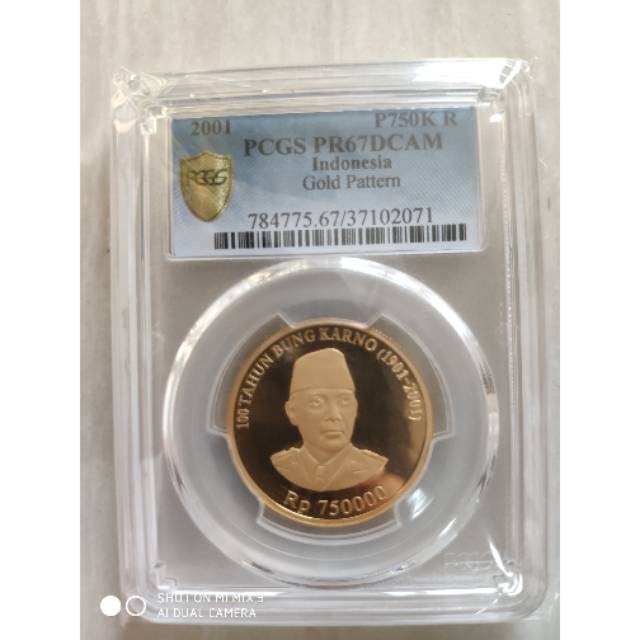 2001 P750K R
PCGS PR67DCAM
Indonesia
Gold Pattern
PCGS
784775.67/37102071
100 TAHUN BUNG KARNO (1901-2001)
Rp 750000
PCGS
SHOT ON MI MIX 3
AI DUAL CAMERA